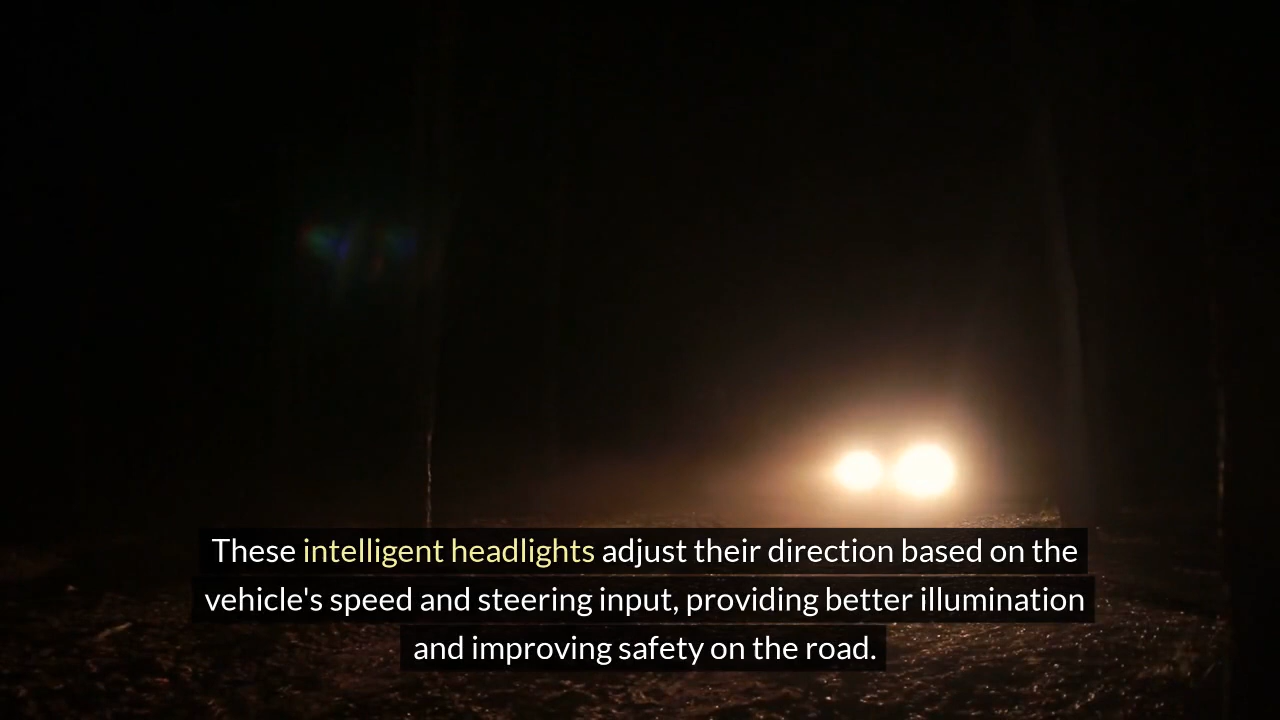 These intelligent headlights adjust their direction based on the
vehicle's speed and steering input, providing better illumination
and improving safety on the road.